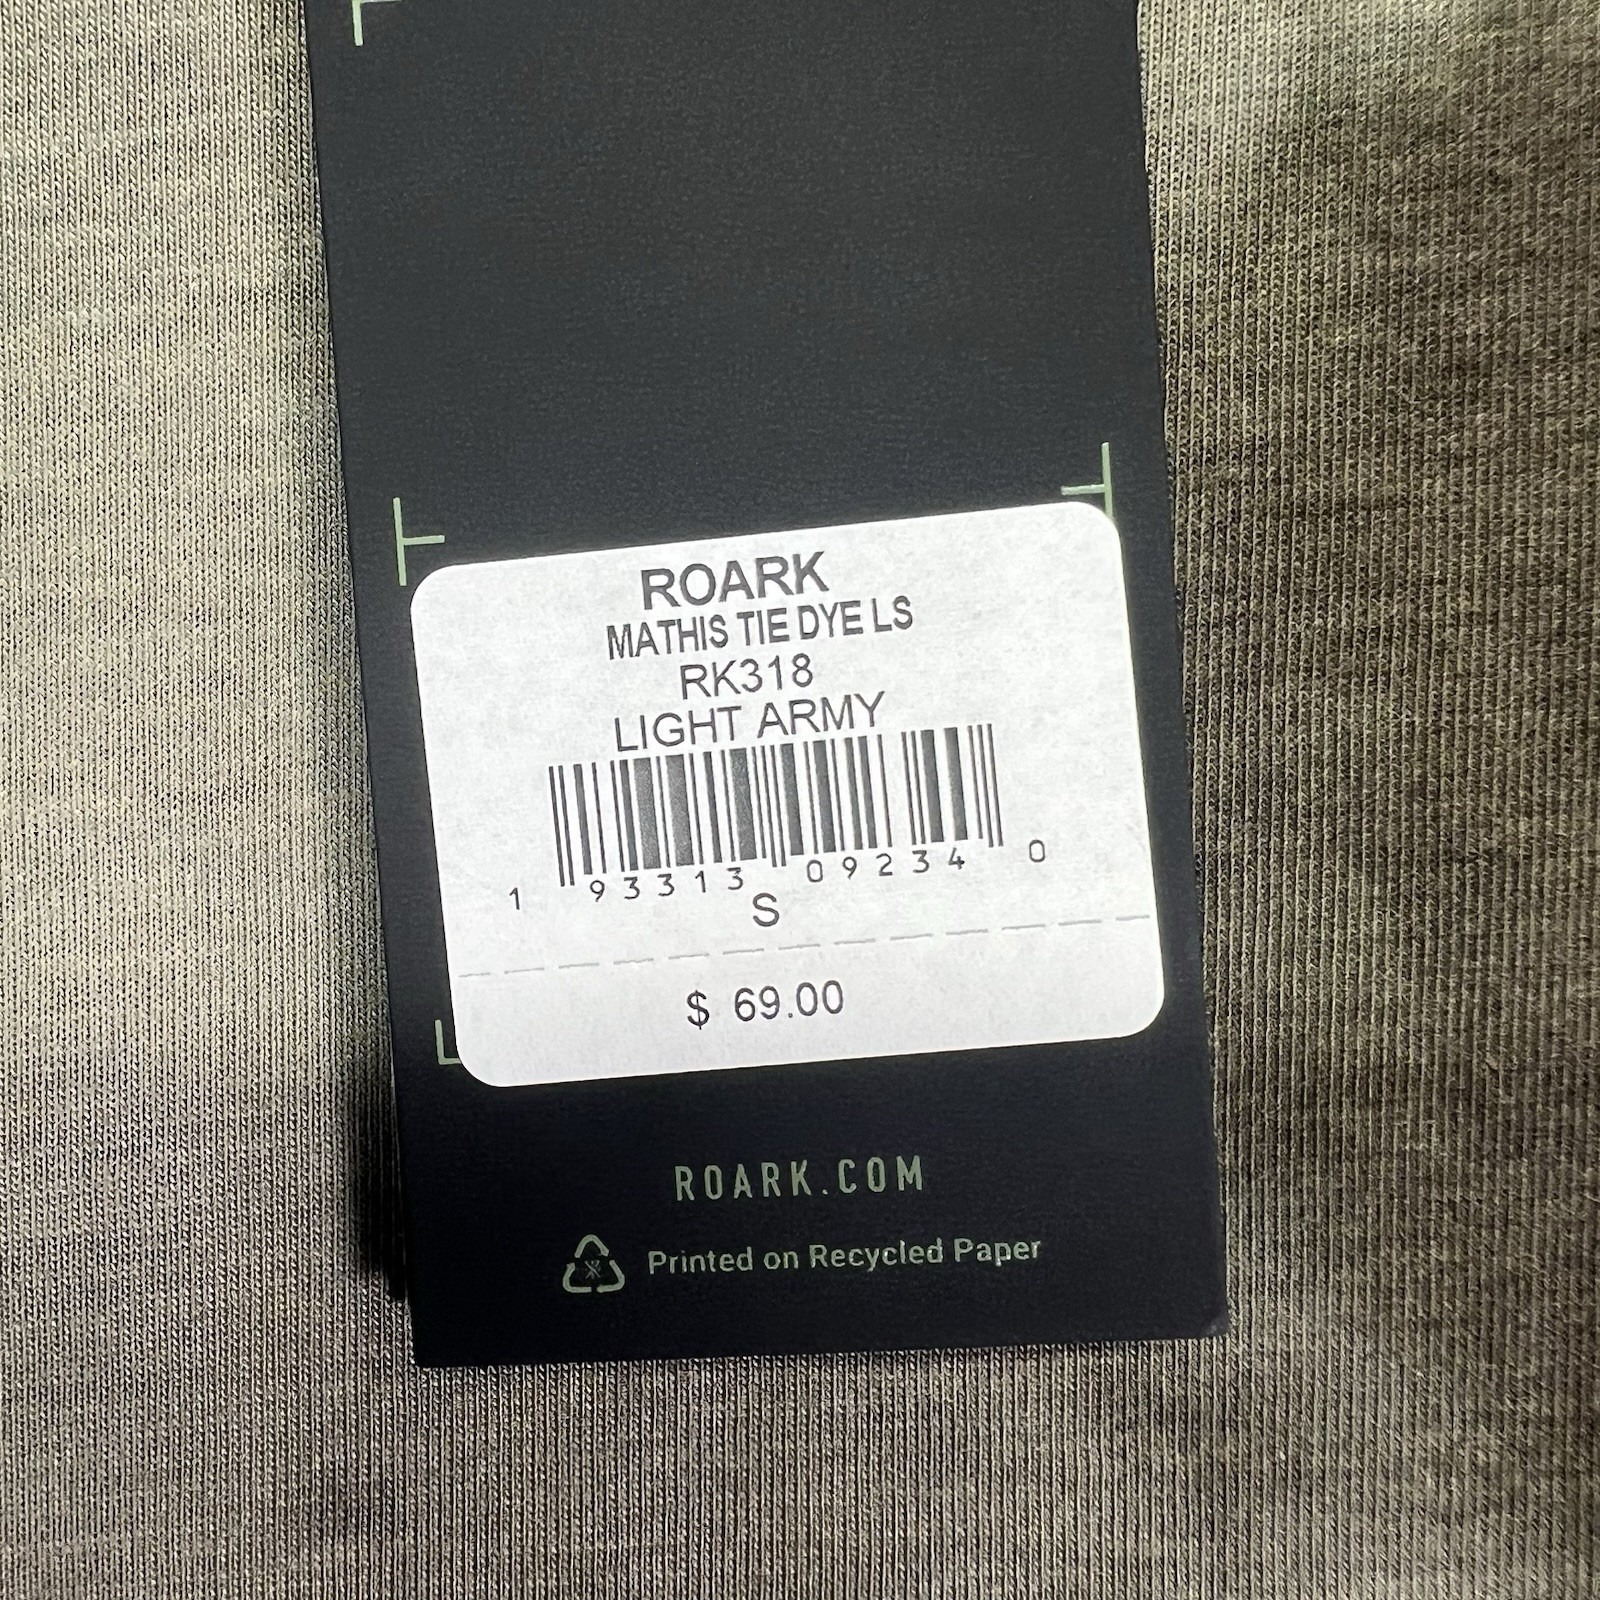 ROARK
MATHIS TIE DYE LS
RK318
LIGHT ARMY
1 93313 09234 0
S
$ 69.00
ROARK.COM
Printed on Recycled Paper